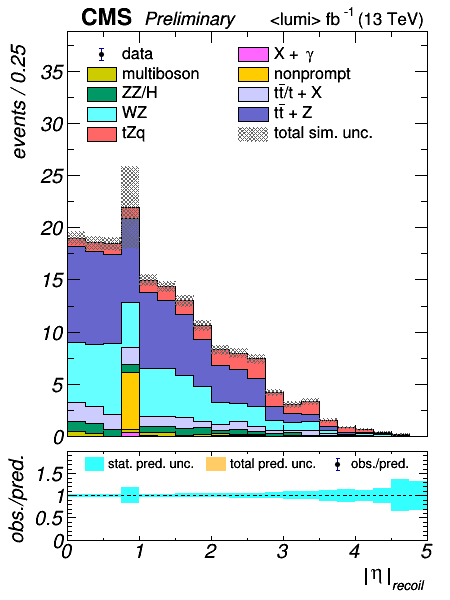 CMS Preliminary <lumi> fb⁻¹ (13 TeV)
events / 0.25
data
multiboson
ZZ/H
WZ
tZq
X + γ
nonprompt
tt̄/t + X
tt̄ + Z
total sim. unc.
35
30
25
20
15
10
5
0
obs./pred.
stat. pred. unc. total pred. unc. obs./pred.
1.5
1
0.5
0
0 1 2 3 4 5
|η|recoil